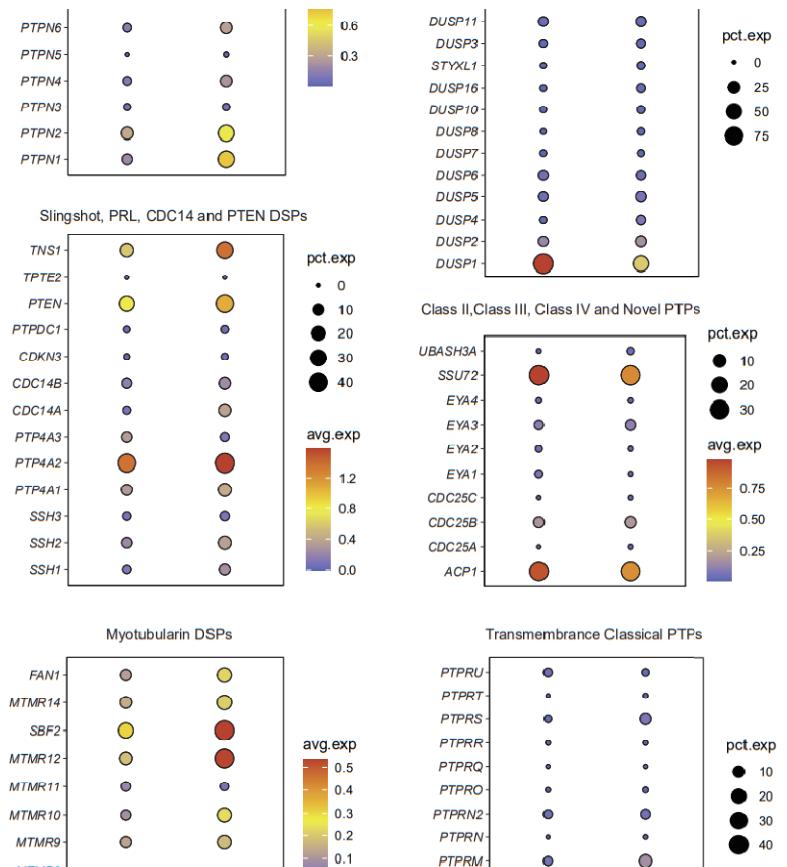 PTPN6
PTPN5
PTPN4
PTPN3
PTPN2
PTPN1
0.6
0.3
DUSP11
DUSP3
STYXL1
DUSP16
DUSP10
DUSP8
DUSP7
DUSP6
DUSP5
DUSP4
DUSP2
DUSP1
pct.exp
0
25
50
75
Slingshot, PRL, CDC14 and PTEN DSPs
TNS1
TPTE2
PTEN
PTPDC1
CDKN3
CDC14B
CDC14A
PTP4A3
PTP4A2
PTP4A1
SSH3
SSH2
SSH1
pct.exp
0
10
20
30
40
avg.exp
1.2
0.8
0.4
0.0
Class II,Class III, Class IV and Novel PTPs
UBASH3A
SSU72
EYA4
EYA3
EYA2
EYA1
CDC25C
CDC25B
CDC25A
ACP1
pct.exp
10
20
30
avg.exp
0.75
0.50
0.25
Myotubularin DSPs
FAN1
MTMR14
SBF2
MTMR12
MTMR11
MTMR10
MTMR9
avg.exp
0.5
0.4
0.3
0.2
0.1
Transmembrance Classical PTPs
PTPRU
PTPRT
PTPRS
PTPRR
PTPRQ
PTPRO
PTPRN2
PTPRN
PTPRM
pct.exp
10
20
30
40